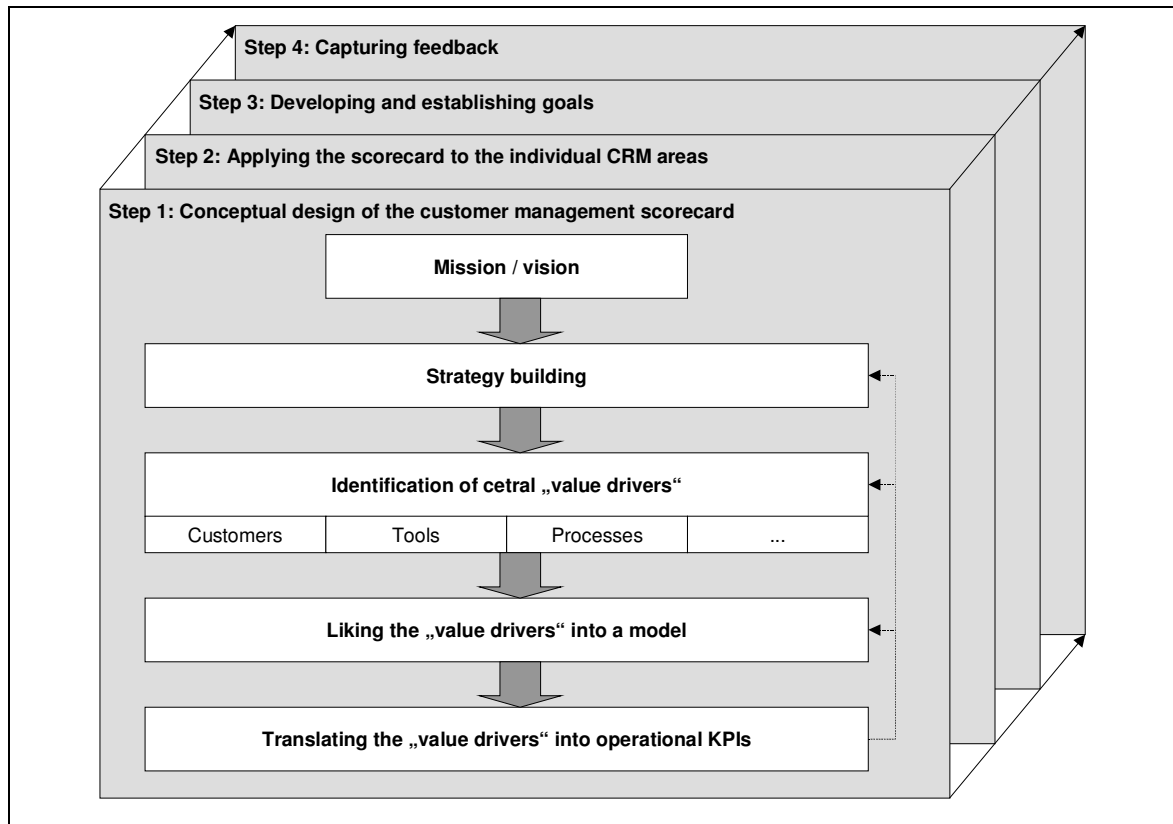 Step 4: Capturing feedback
Step 3: Developing and establishing goals
Step 2: Applying the scorecard to the individual CRM areas
Step 1: Conceptual design of the customer management scorecard
Mission / vision
Strategy building
Identification of cetral „value drivers“
Customers
Tools
Processes
...
Liking the „value drivers“ into a model
Translating the „value drivers“ into operational KPIs